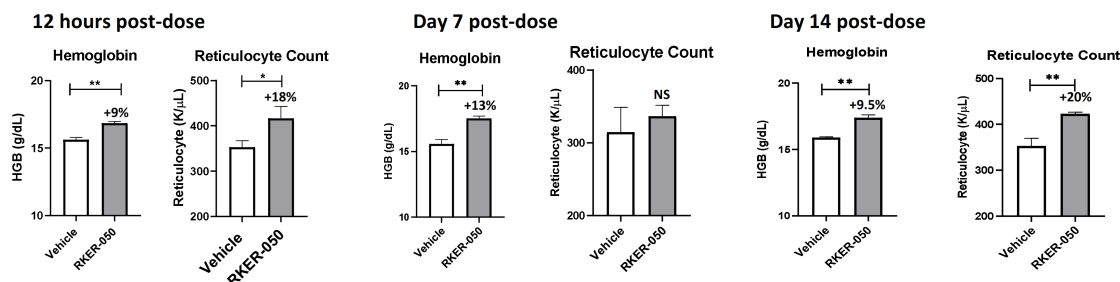 12 hours post-dose
Hemoglobin
**
+9%
HGB (g/dL)
20
15
10
Vehicle
RKER-050
Reticulocyte Count
*
+18%
Reticulocyte (K/μL)
500
400
300
200
Vehicle
RKER-050
Day 7 post-dose
Hemoglobin
**
+13%
HGB (g/dL)
20
15
10
Vehicle
RKER-050
Reticulocyte Count
NS
Reticulocyte (K/μL)
400
300
200
Vehicle
RKER-050
Day 14 post-dose
Hemoglobin
**
+9.5%
HGB (g/dL)
20
15
10
Vehicle
RKER-050
Reticulocyte Count
**
+20%
Reticulocyte (K/μL)
500
400
300
200
Vehicle
RKER-050